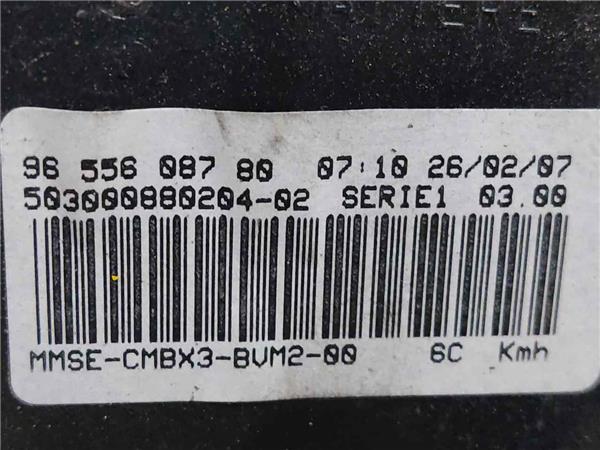 96 556 087 80 07:10 26/02/07
503000880204-02 SERIE1 03.00
MMSE-CMBX3-BVM2-00 6C Kmh